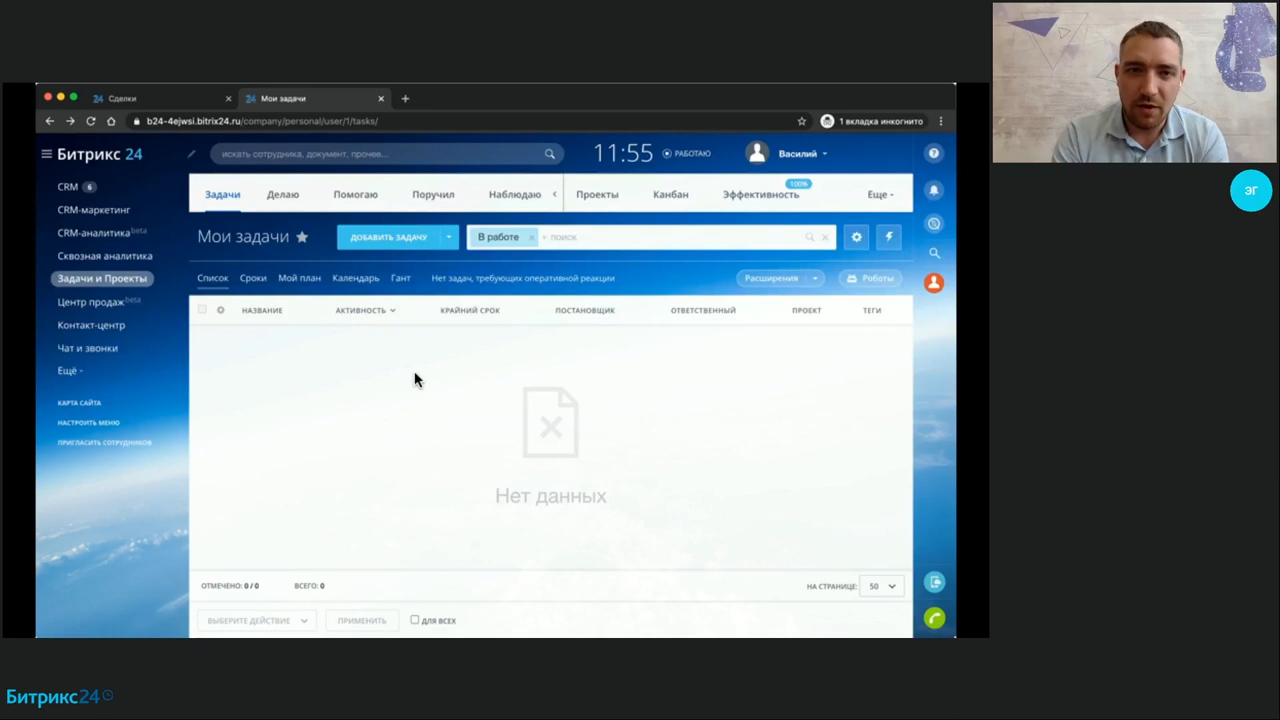 Сделки
Мои задачи
b24-4ejwsi.bitrix24.ru/company/personal/user/1/tasks/
1 вкладка инкогнито
Битрикс 24
искать сотрудника, документ, прочее...
11:55
РАБОТАЮ
Василий
CRM 6
CRM-маркетинг
CRM-аналитика beta
Сквозная аналитика
Задачи и Проекты
Центр продаж beta
Контакт-центр
Чат и звонки
Ещё
КАРТА САЙТА
НАСТРОИТЬ МЕНЮ
ПРИГЛАСИТЬ СОТРУДНИКОВ
Задачи Делаю Помогаю Поручил Наблюдаю Проекты Канбан Эффективность 100% Еще
Мои задачи
ДОБАВИТЬ ЗАДАЧУ
В работе × + поиск
Список Сроки Мой план Календарь Гант Нет задач, требующих оперативной реакции Расширения Роботы
НАЗВАНИЕ АКТИВНОСТЬ КРАЙНИЙ СРОК ПОСТАНОВЩИК ОТВЕТСТВЕННЫЙ ПРОЕКТ ТЕГИ
Нет данных
ОТМЕЧЕНО: 0 / 0 ВСЕГО: 0 НА СТРАНИЦЕ: 50
ВЫБЕРИТЕ ДЕЙСТВИЕ ПРИМЕНИТЬ ДЛЯ ВСЕХ
ЭГ
Битрикс24